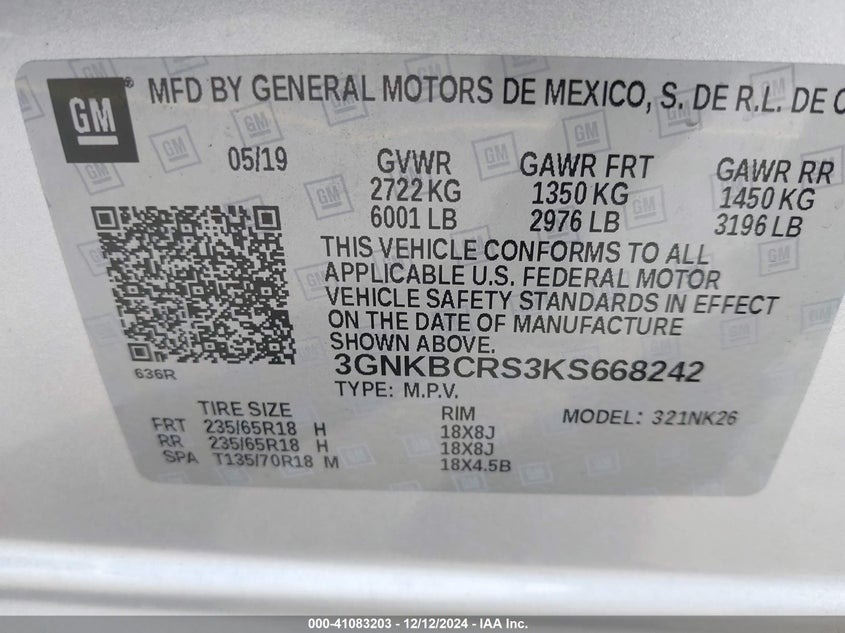 GM ® MFD BY GENERAL MOTORS DE MEXICO, S. DE R.L. DE C
05/19 GVWR GAWR FRT GAWR RR
2722 KG 1350 KG 1450 KG
6001 LB 2976 LB 3196 LB
THIS VEHICLE CONFORMS TO ALL
APPLICABLE U.S. FEDERAL MOTOR
VEHICLE SAFETY STANDARDS IN EFFECT
ON THE DATE OF MANUFACTURE
SHOWN ABOVE.
636R
3GNKBCRS3KS668242
TYPE: M.P.V.
TIRE SIZE RIM MODEL: 321NK26
FRT 235/65R18 H 18X8J
RR 235/65R18 H 18X8J
SPA T135/70R18 M 18X4.5B
000-41083203 - 12/12/2024 - IAA Inc.